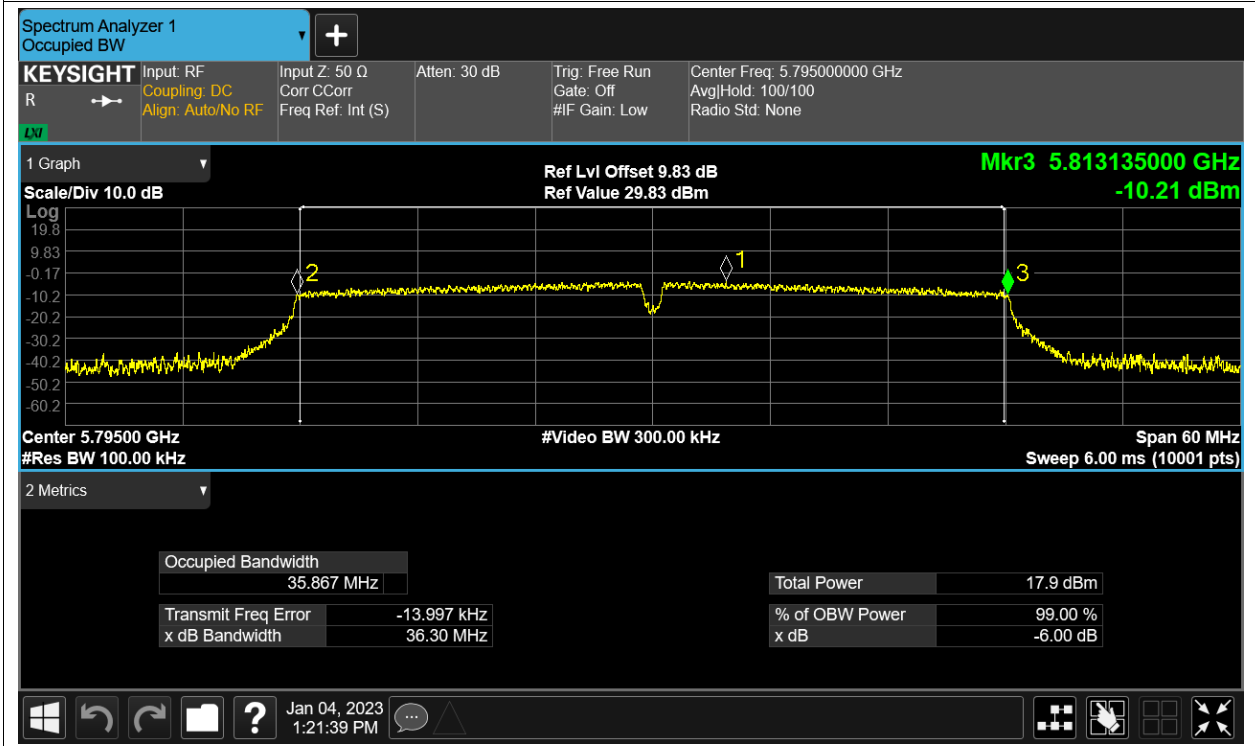 Spectrum Analyzer 1
Occupied BW
KEYSIGHT
R
LXI
Input: RF
Coupling: DC
Align: Auto/No RF
Input Z: 50 Ω
Corr CCorr
Freq Ref: Int (S)
Atten: 30 dB
Trig: Free Run
Gate: Off
#IF Gain: Low
Center Freq: 5.795000000 GHz
Avg|Hold: 100/100
Radio Std: None
1 Graph
Scale/Div 10.0 dB
Ref Lvl Offset 9.83 dB
Ref Value 29.83 dBm
Mkr3 5.813135000 GHz
-10.21 dBm
Log
19.8
9.83
-0.17
-10.2
-20.2
-30.2
-40.2
-50.2
-60.2
2
1
3
Center 5.79500 GHz
#Res BW 100.00 kHz
#Video BW 300.00 kHz
Span 60 MHz
Sweep 6.00 ms (10001 pts)
2 Metrics
Occupied Bandwidth
35.867 MHz
Transmit Freq Error -13.997 kHz
x dB Bandwidth 36.30 MHz
Total Power 17.9 dBm
% of OBW Power 99.00 %
x dB -6.00 dB
?
Jan 04, 2023
1:21:39 PM